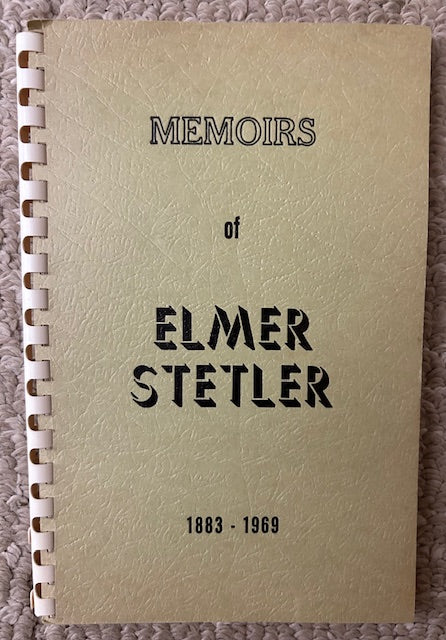 MEMOIRS
of
ELMER
STETLER
1883 - 1969